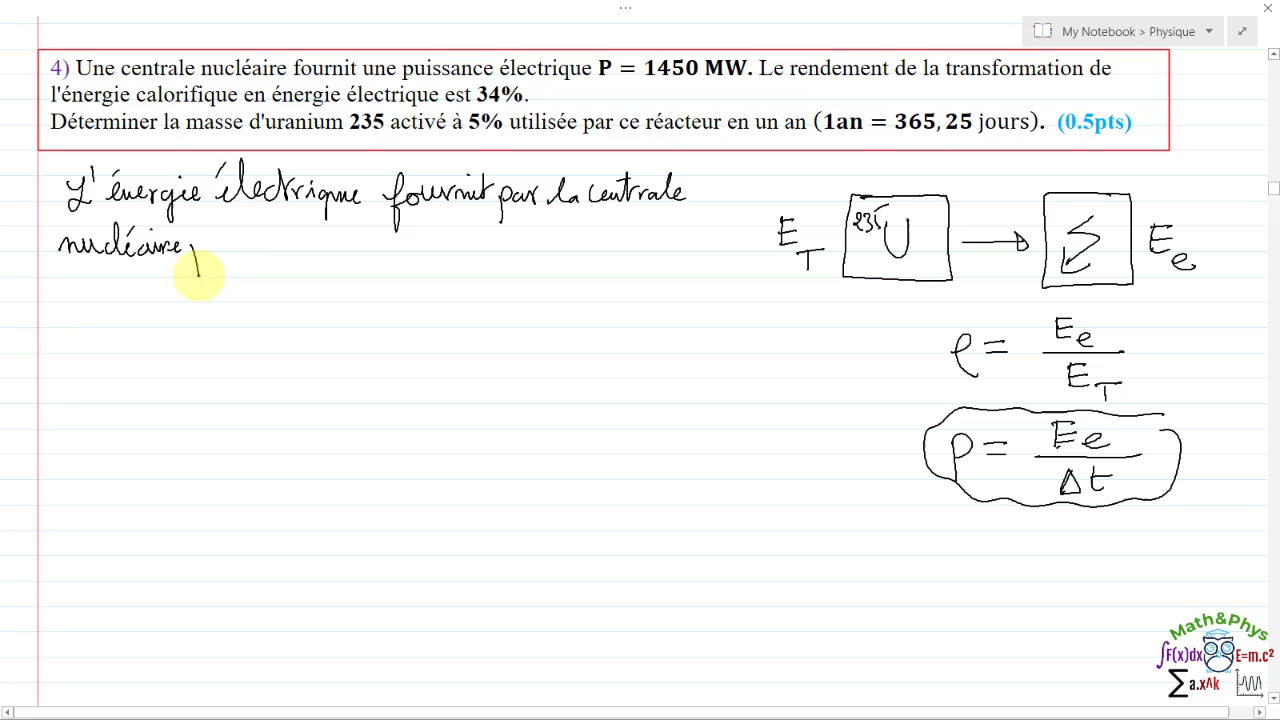 ...
My Notebook > Physique
4) Une centrale nucléaire fournit une puissance électrique P = 1450 MW. Le rendement de la transformation de
l'énergie calorifique en énergie électrique est 34%.
Déterminer la masse d'uranium 235 activé à 5% utilisée par ce réacteur en un an (1an = 365,25 jours). (0.5pts)
L'énergie électrique fournit par la centrale
nucléaire,
E_T
²³⁵U
→
Σ
E_e
ρ = E_e / E_T
P = E_e / Δt
Math&Phys
∫F(x)dx E=m.c²
∑ a.x^k